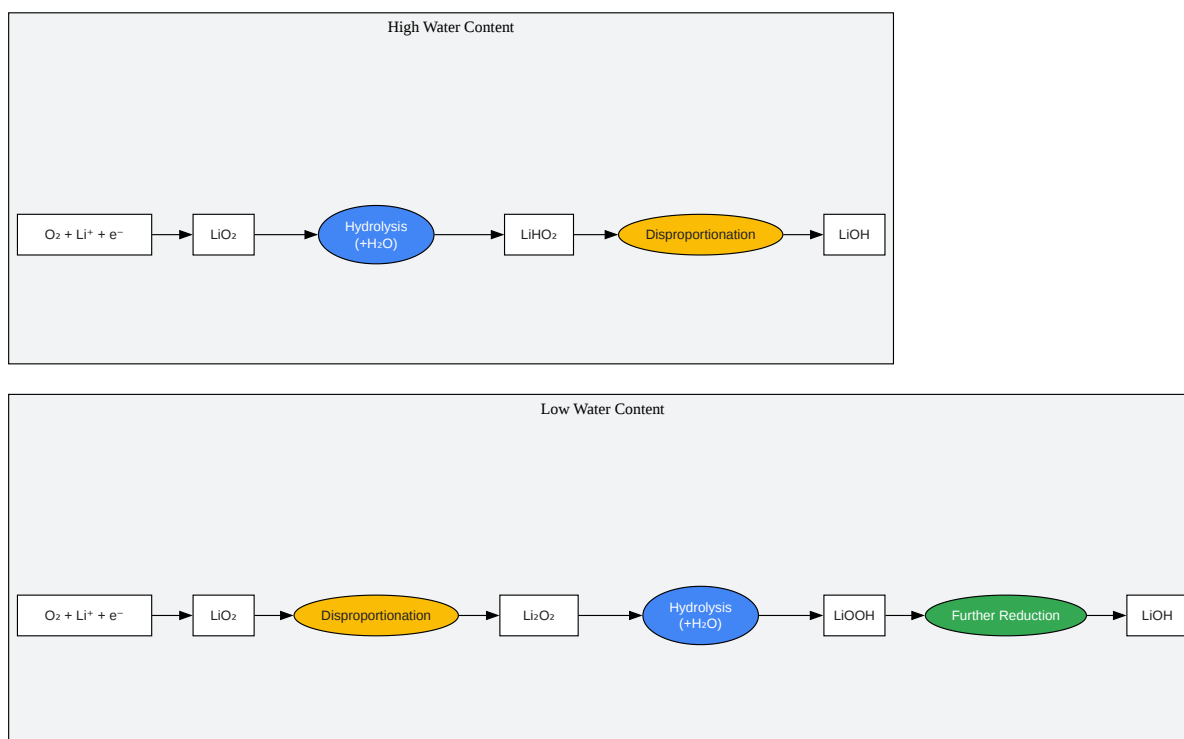 High Water Content
O₂ + Li⁺ + e⁻
LiO₂
Hydrolysis
(+H₂O)
LiHO₂
Disproportionation
LiOH
Low Water Content
O₂ + Li⁺ + e⁻
LiO₂
Disproportionation
Li₂O₂
Hydrolysis
(+H₂O)
LiOOH
Further Reduction
LiOH